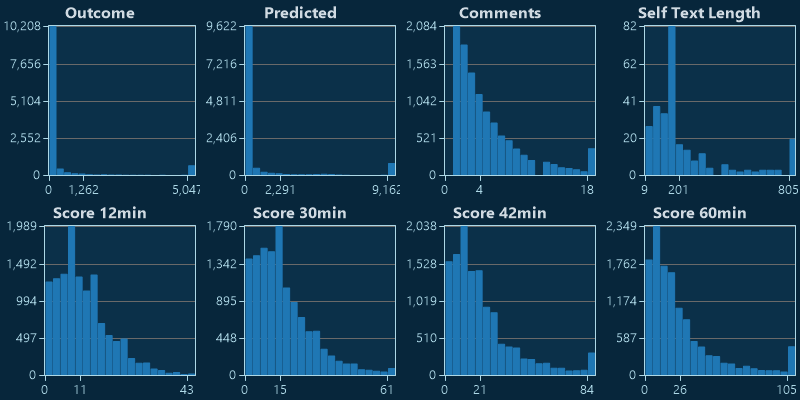 Outcome
10,208
7,656
5,104
2,552
0
0 1,262 5,047
Predicted
9,622
7,216
4,811
2,406
0
0 2,291 9,162
Comments
2,084
1,563
1,042
521
0
0 4 18
Self Text Length
82
62
41
20
0
9 201 805
Score 12min
1,989
1,492
994
497
0
0 11 43
Score 30min
1,790
1,342
895
448
0
0 15 61
Score 42min
2,038
1,528
1,019
510
0
0 21 84
Score 60min
2,349
1,762
1,174
587
0
0 26 105